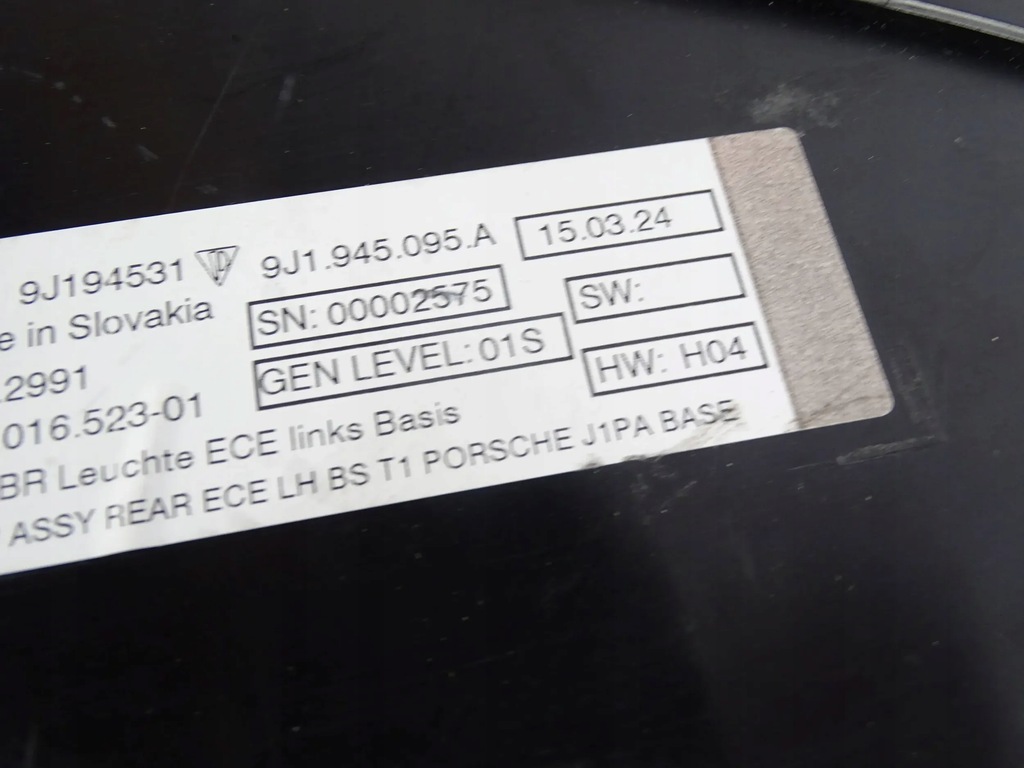 9J194531 9J1.945.095.A 15.03.24
e in Slovakia SN: 00002575 SW:
.2991 GEN LEVEL: 01S HW: H04
016.523-01
BR Leuchte ECE links Basis
ASSY REAR ECE LH BS T1 PORSCHE J1PA BASE